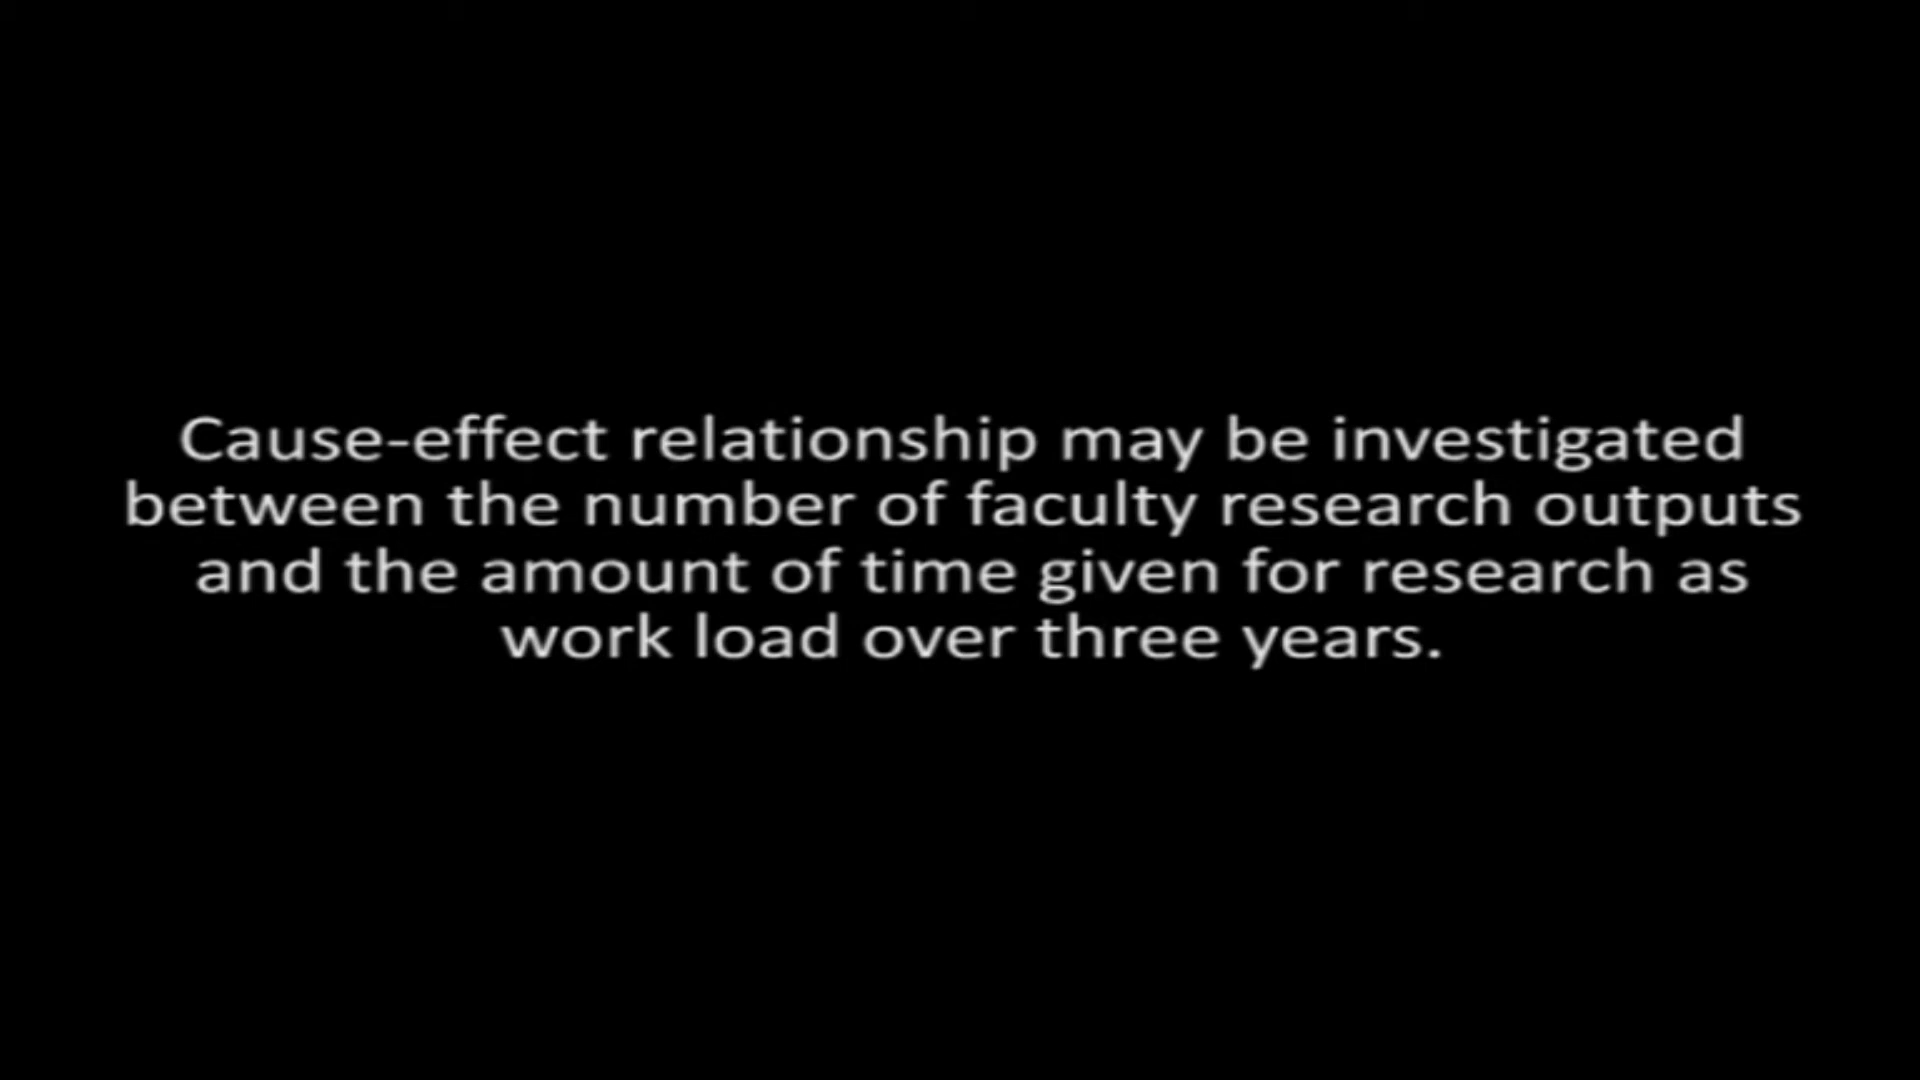 Cause-effect relationship may be investigated
between the number of faculty research outputs
and the amount of time given for research as
work load over three years.